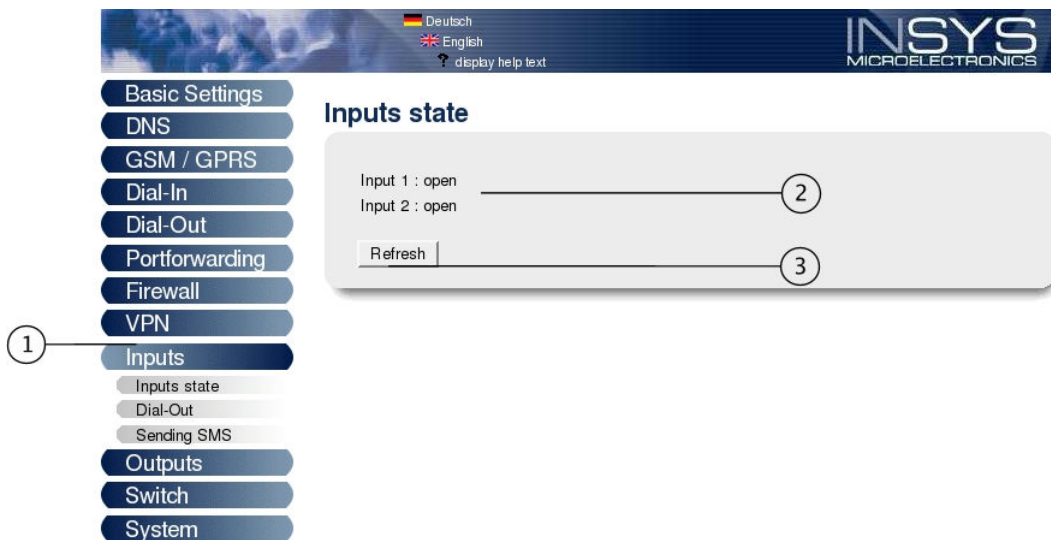 Deutsch
English
? display help text
INSYS
MICROELECTRONICS
Basic Settings
DNS
GSM / GPRS
Dial-In
Dial-Out
Portforwarding
Firewall
VPN
1
Inputs
Inputs state
Dial-Out
Sending SMS
Outputs
Switch
System
Inputs state
Input 1 : open
2
Input 2 : open
Refresh
3